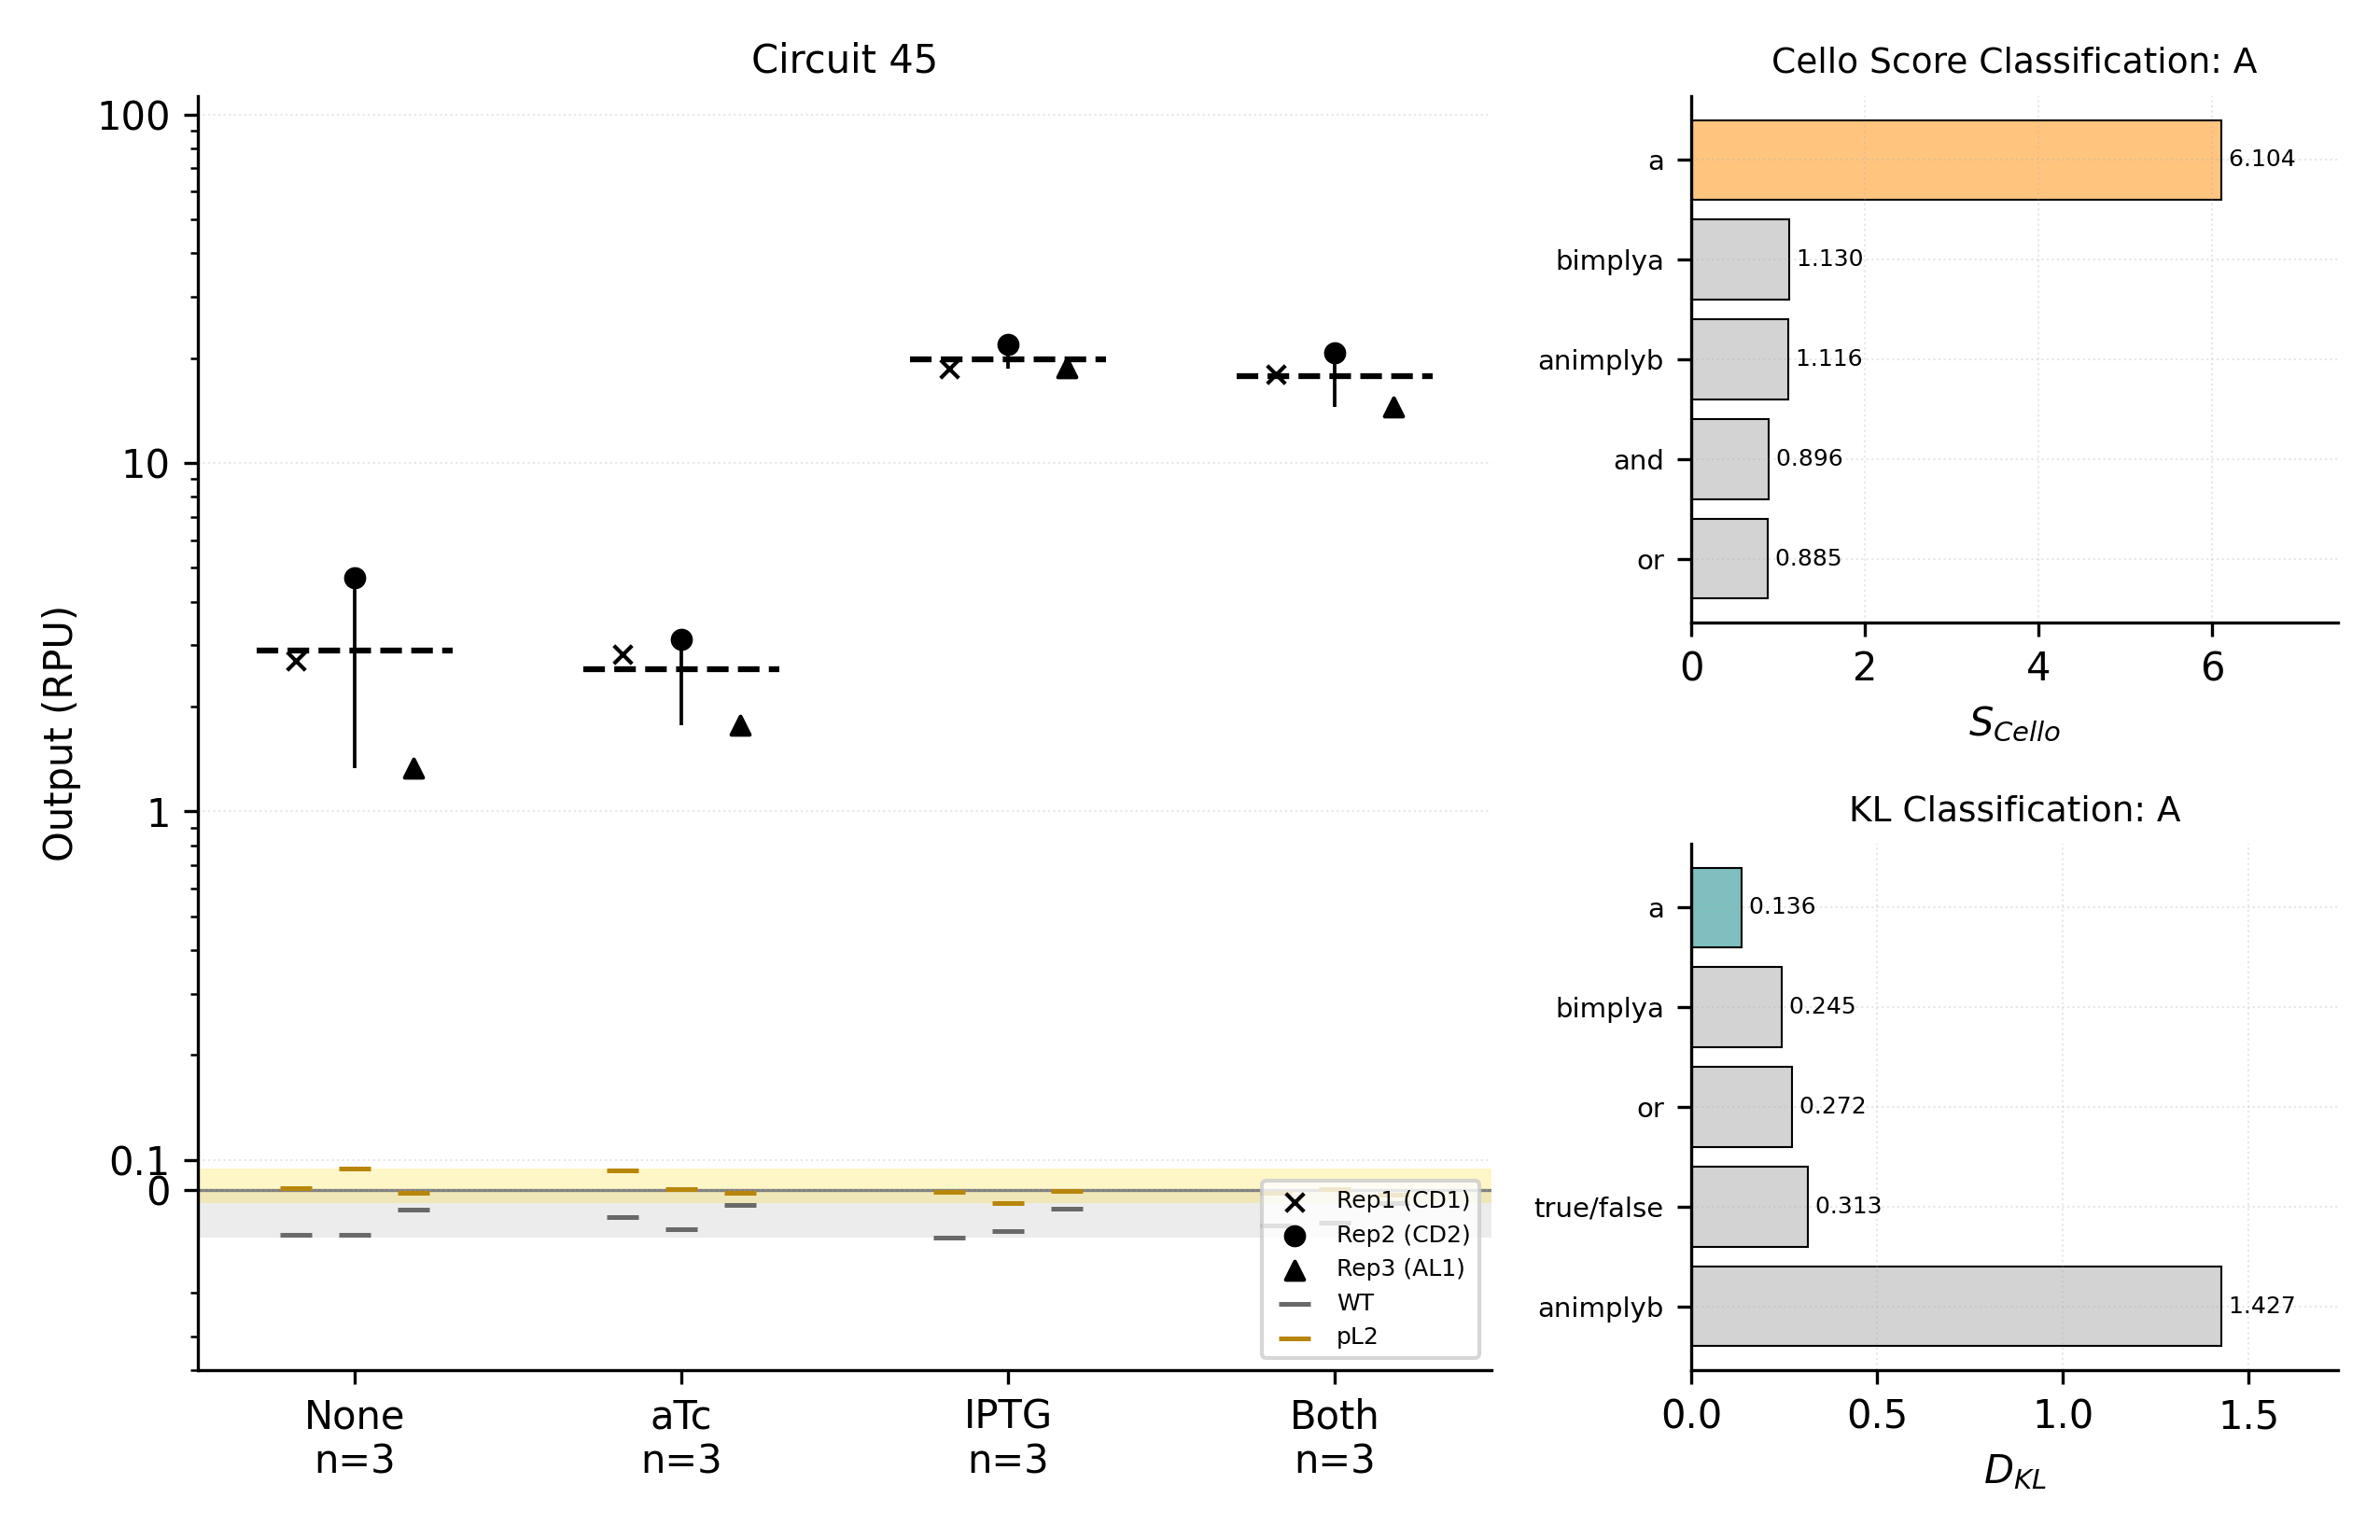 Circuit 45
Output (RPU)
100
10
1
0.1
0
None
n=3
aTc
n=3
IPTG
n=3
Both
n=3
Rep1 (CD1)
Rep2 (CD2)
Rep3 (AL1)
WT
pL2
Cello Score Classification: A
a
6.104
bimplya
1.130
animplyb
1.116
and
0.896
or
0.885
0 2 4 6
S_Cello
KL Classification: A
a
0.136
bimplya
0.245
or
0.272
true/false
0.313
animplyb
1.427
0.0 0.5 1.0 1.5
D_KL